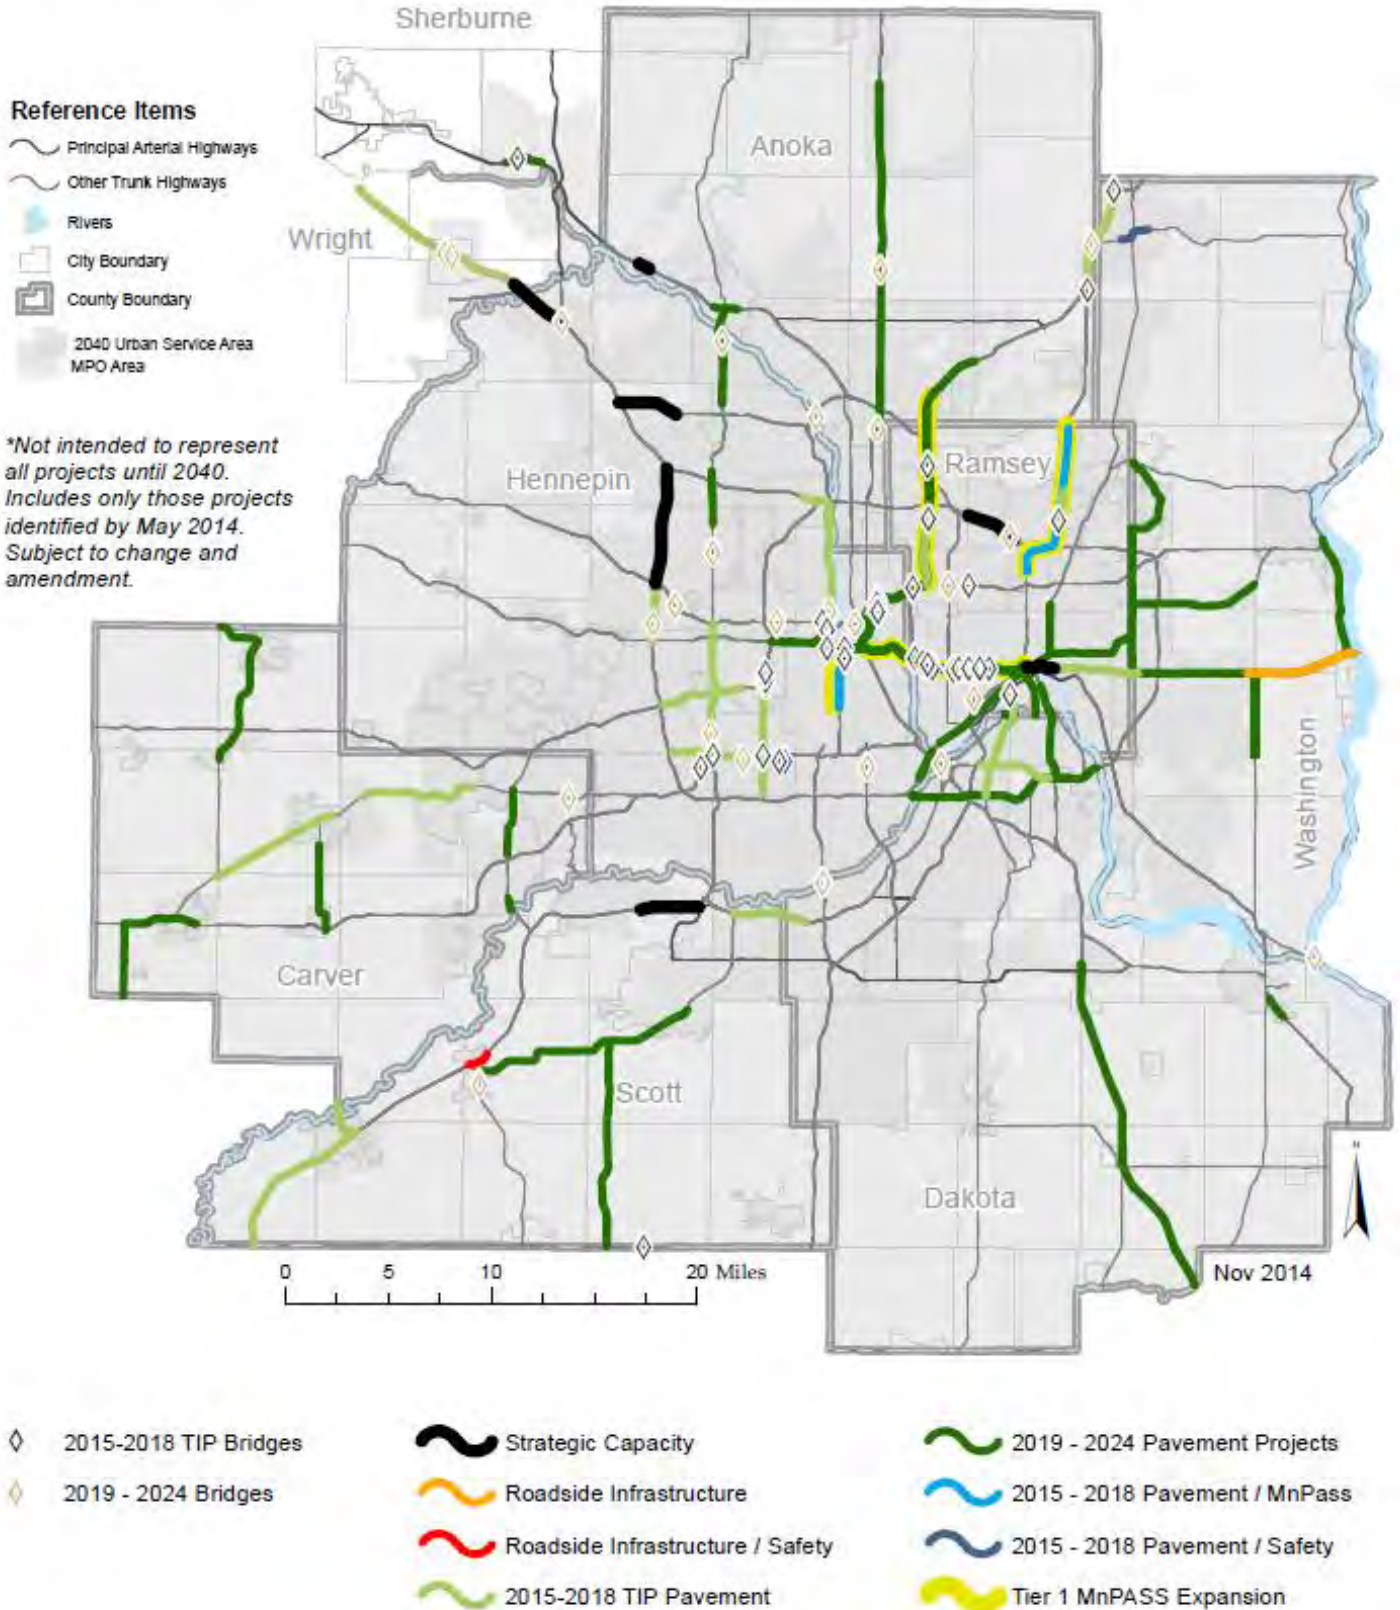 Sherburne
Reference Items
Principal Arterial Highways
Other Trunk Highways
Rivers
City Boundary
County Boundary
2040 Urban Service Area
MPO Area
Anoka
Wright
*Not intended to represent
all projects until 2040.
Includes only those projects
identified by May 2014.
Subject to change and
amendment.
Hennepin
Ramsey
Washington
Carver
Scott
Dakota
N
0 5 10 20 Miles
Nov 2014
2015-2018 TIP Bridges
2019 - 2024 Bridges
Strategic Capacity
Roadside Infrastructure
Roadside Infrastructure / Safety
2015-2018 TIP Pavement
2019 - 2024 Pavement Projects
2015 - 2018 Pavement / MnPass
2015 - 2018 Pavement / Safety
Tier 1 MnPASS Expansion